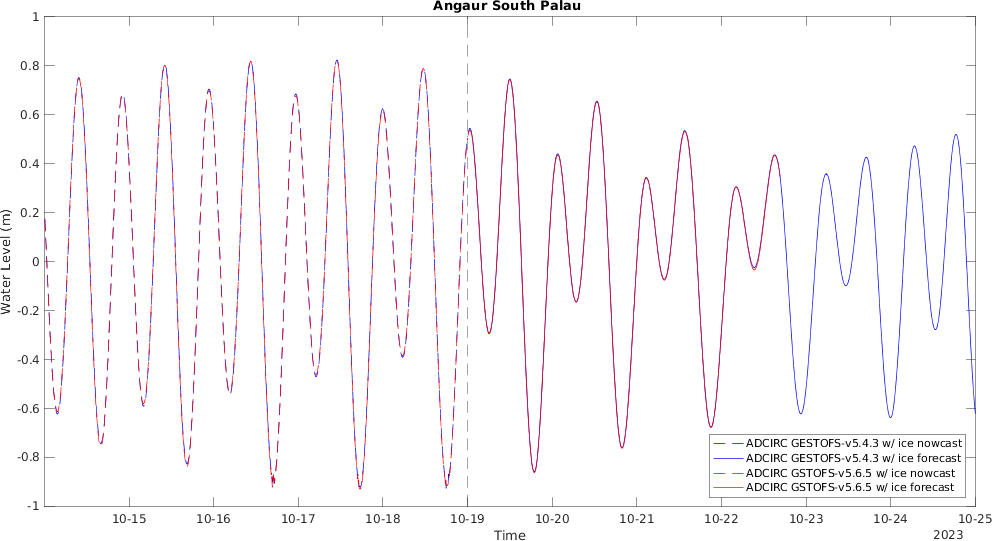 Angaur South Palau
1
0.8
0.6
0.4
0.2
0
-0.2
-0.4
-0.6
-0.8
-1
Water Level (m)
ADCIRC GESTOFS-v5.4.3 w/ ice nowcast
ADCIRC GESTOFS-v5.4.3 w/ ice forecast
ADCIRC GSTOFS-v5.6.5 w/ ice nowcast
ADCIRC GSTOFS-v5.6.5 w/ ice forecast
10-15 10-16 10-17 10-18 10-19 10-20 10-21 10-22 10-23 10-24 10-25
Time
2023